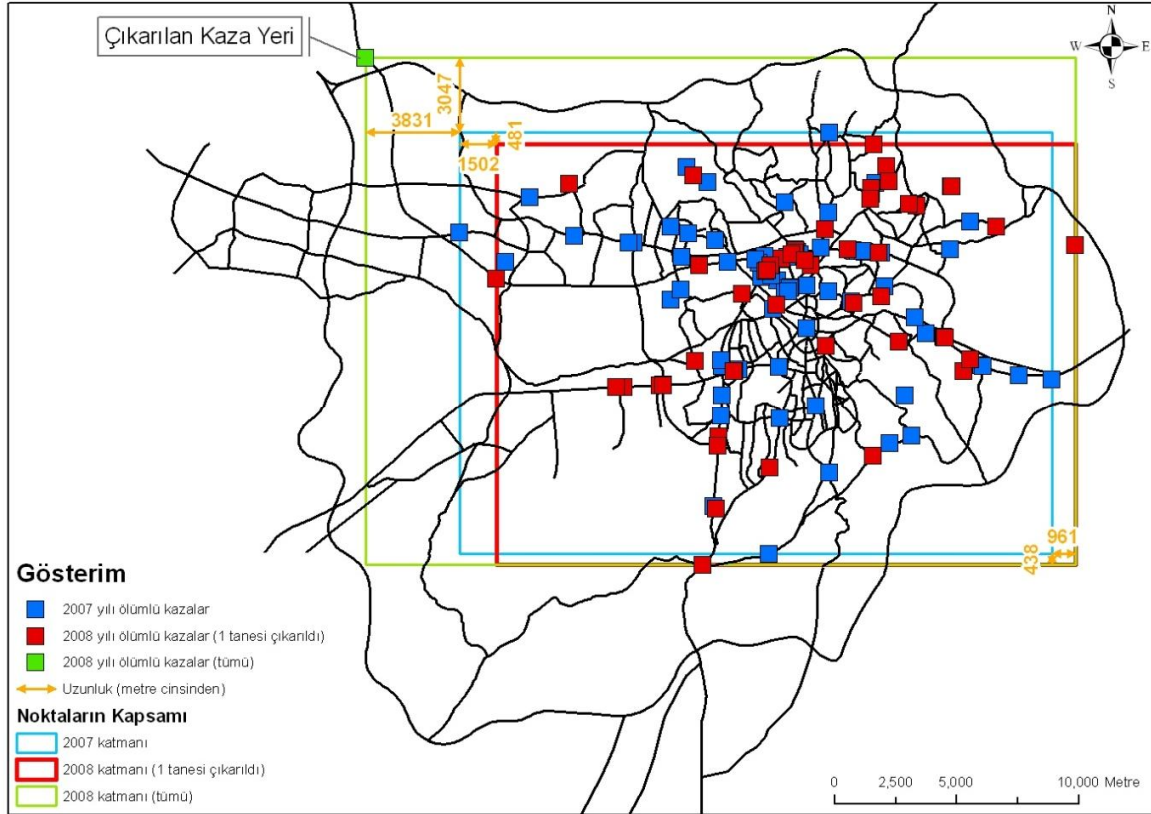 Çıkarılan Kaza Yeri
N
W
E
S
3047
3831
481
1502
961
438
Gösterim
2007 yılı ölümlü kazalar
2008 yılı ölümlü kazalar (1 tanesi çıkarıldı)
2008 yılı ölümlü kazalar (tümü)
Uzunluk (metre cinsinden)
Noktaların Kapsamı
2007 katmanı
2008 katmanı (1 tanesi çıkarıldı)
2008 katmanı (tümü)
0 2,500 5,000 10,000 Metre